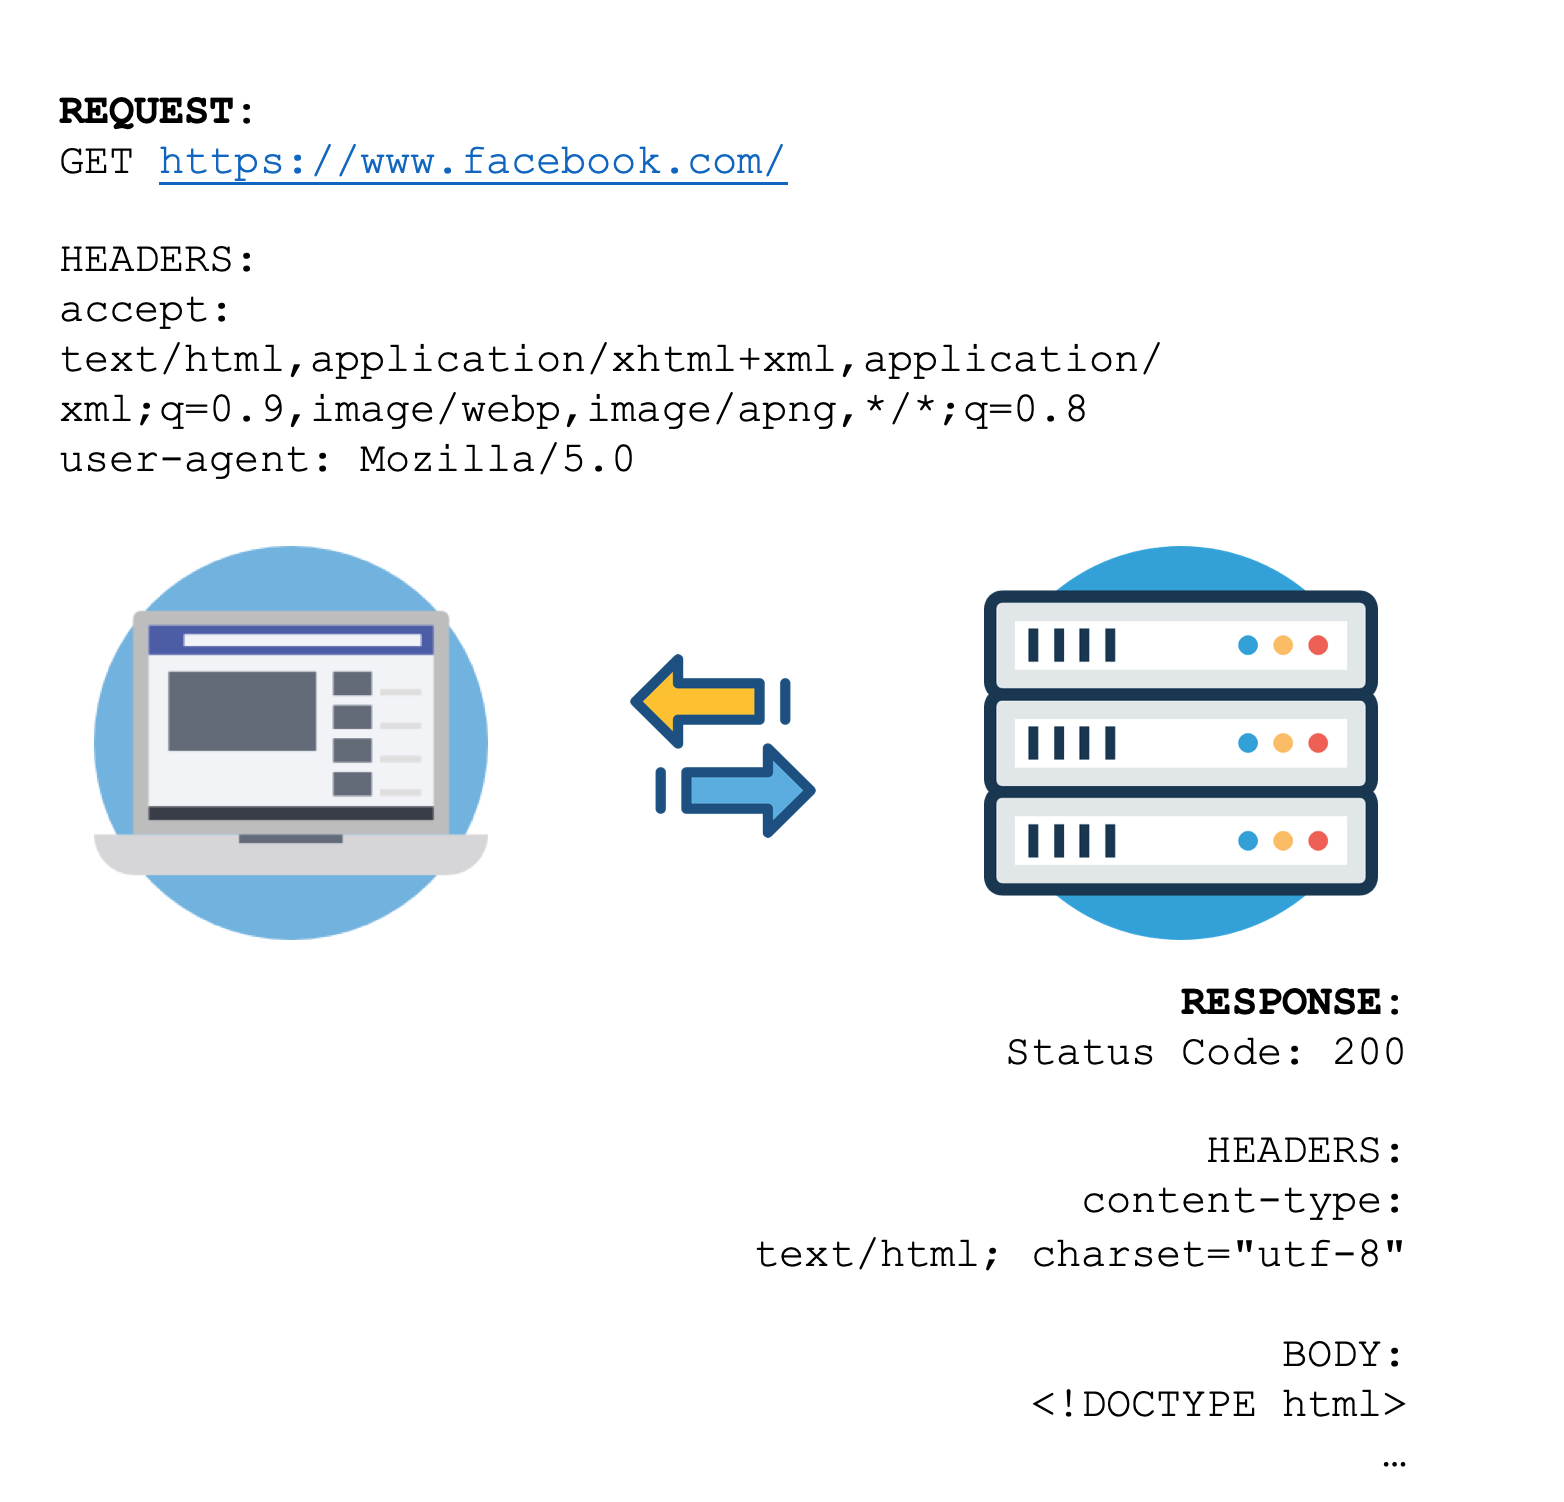 REQUEST:
GET https://www.facebook.com/
HEADERS:
accept:
text/html,application/xhtml+xml,application/
xml;q=0.9,image/webp,image/apng,*/*;q=0.8
user-agent: Mozilla/5.0
RESPONSE:
Status Code: 200
HEADERS:
content-type:
text/html; charset="utf-8"
BODY:
<!DOCTYPE html>
…